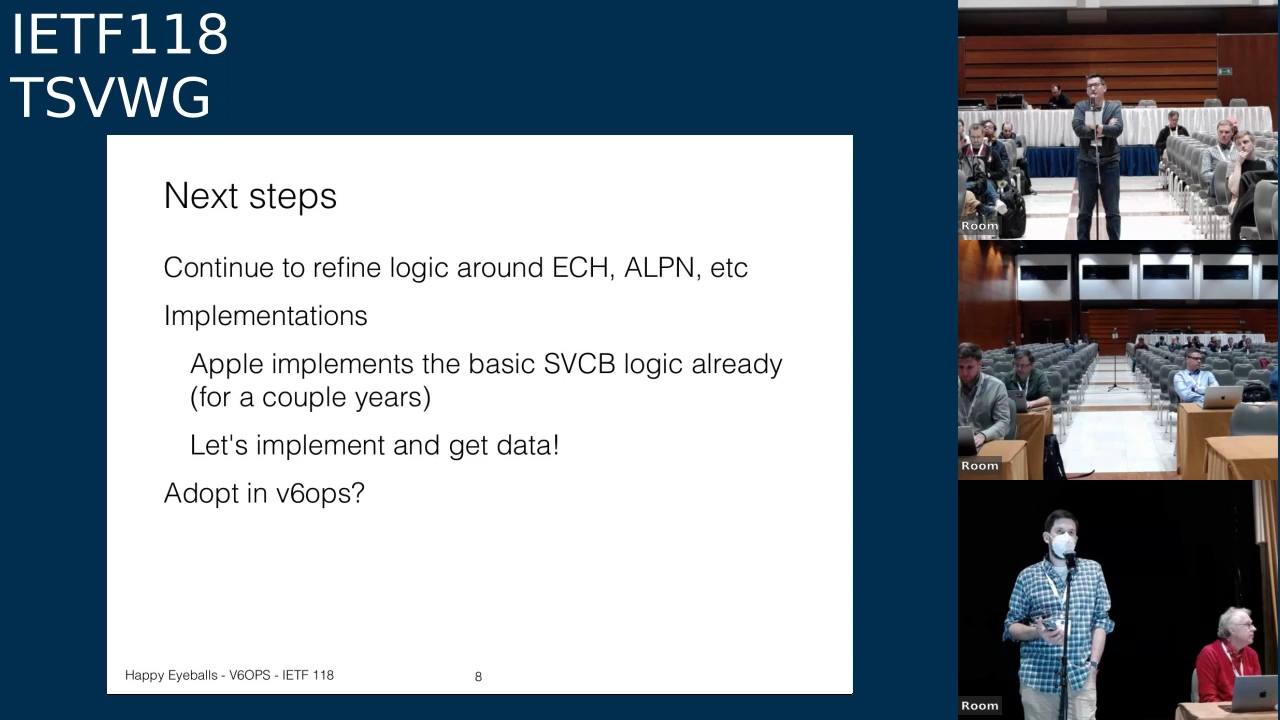 IETF118
TSVWG
Next steps
Continue to refine logic around ECH, ALPN, etc
Implementations
Apple implements the basic SVCB logic already
(for a couple years)
Let's implement and get data!
Adopt in v6ops?
Happy Eyeballs - V6OPS - IETF 118
8
Room
Room
Room